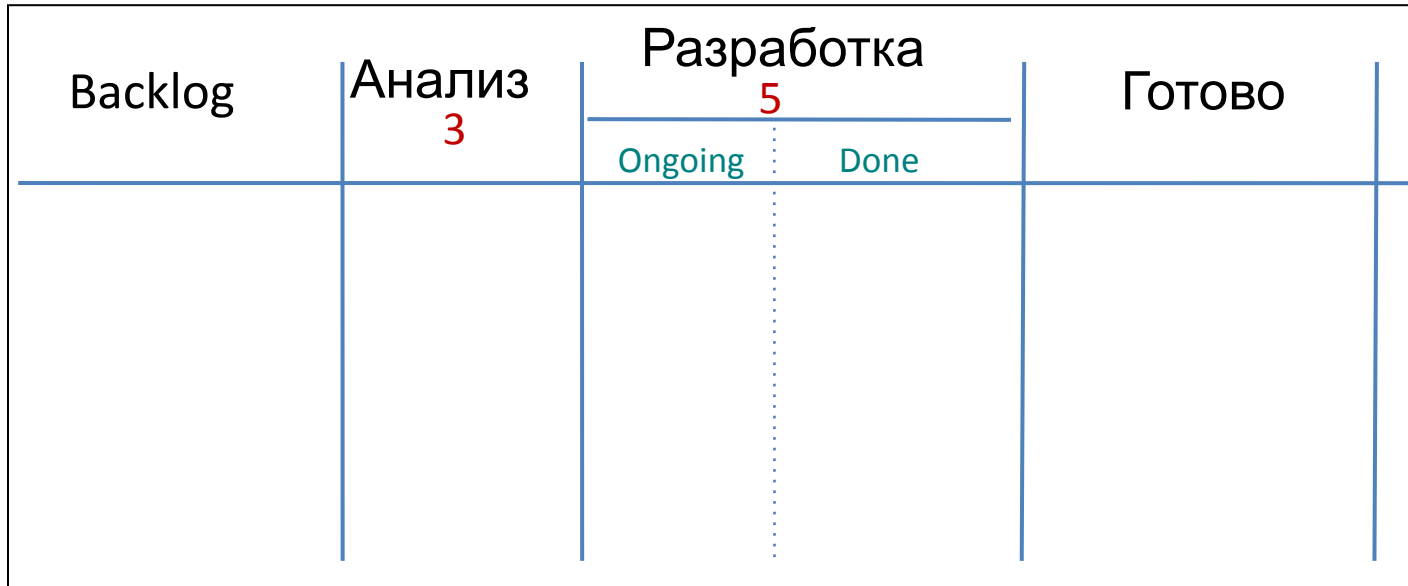 Backlog
Анализ
3
Разработка
5
Ongoing
Done
Готово